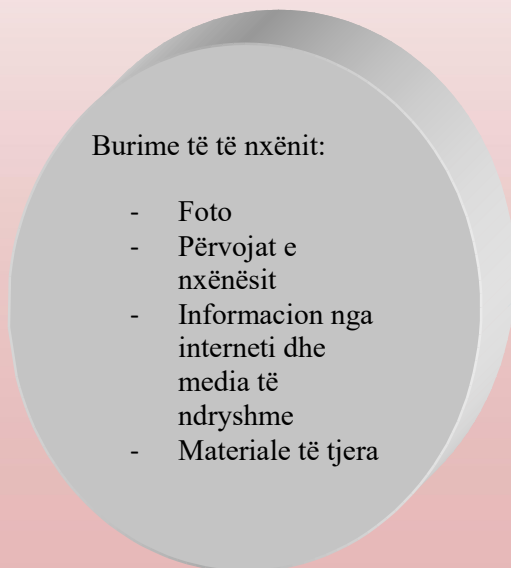 Burime të të nxënit:
- Foto
- Përvojat e
nxënësit
- Informacion nga
interneti dhe
media të
ndryshme
- Materiale të tjera